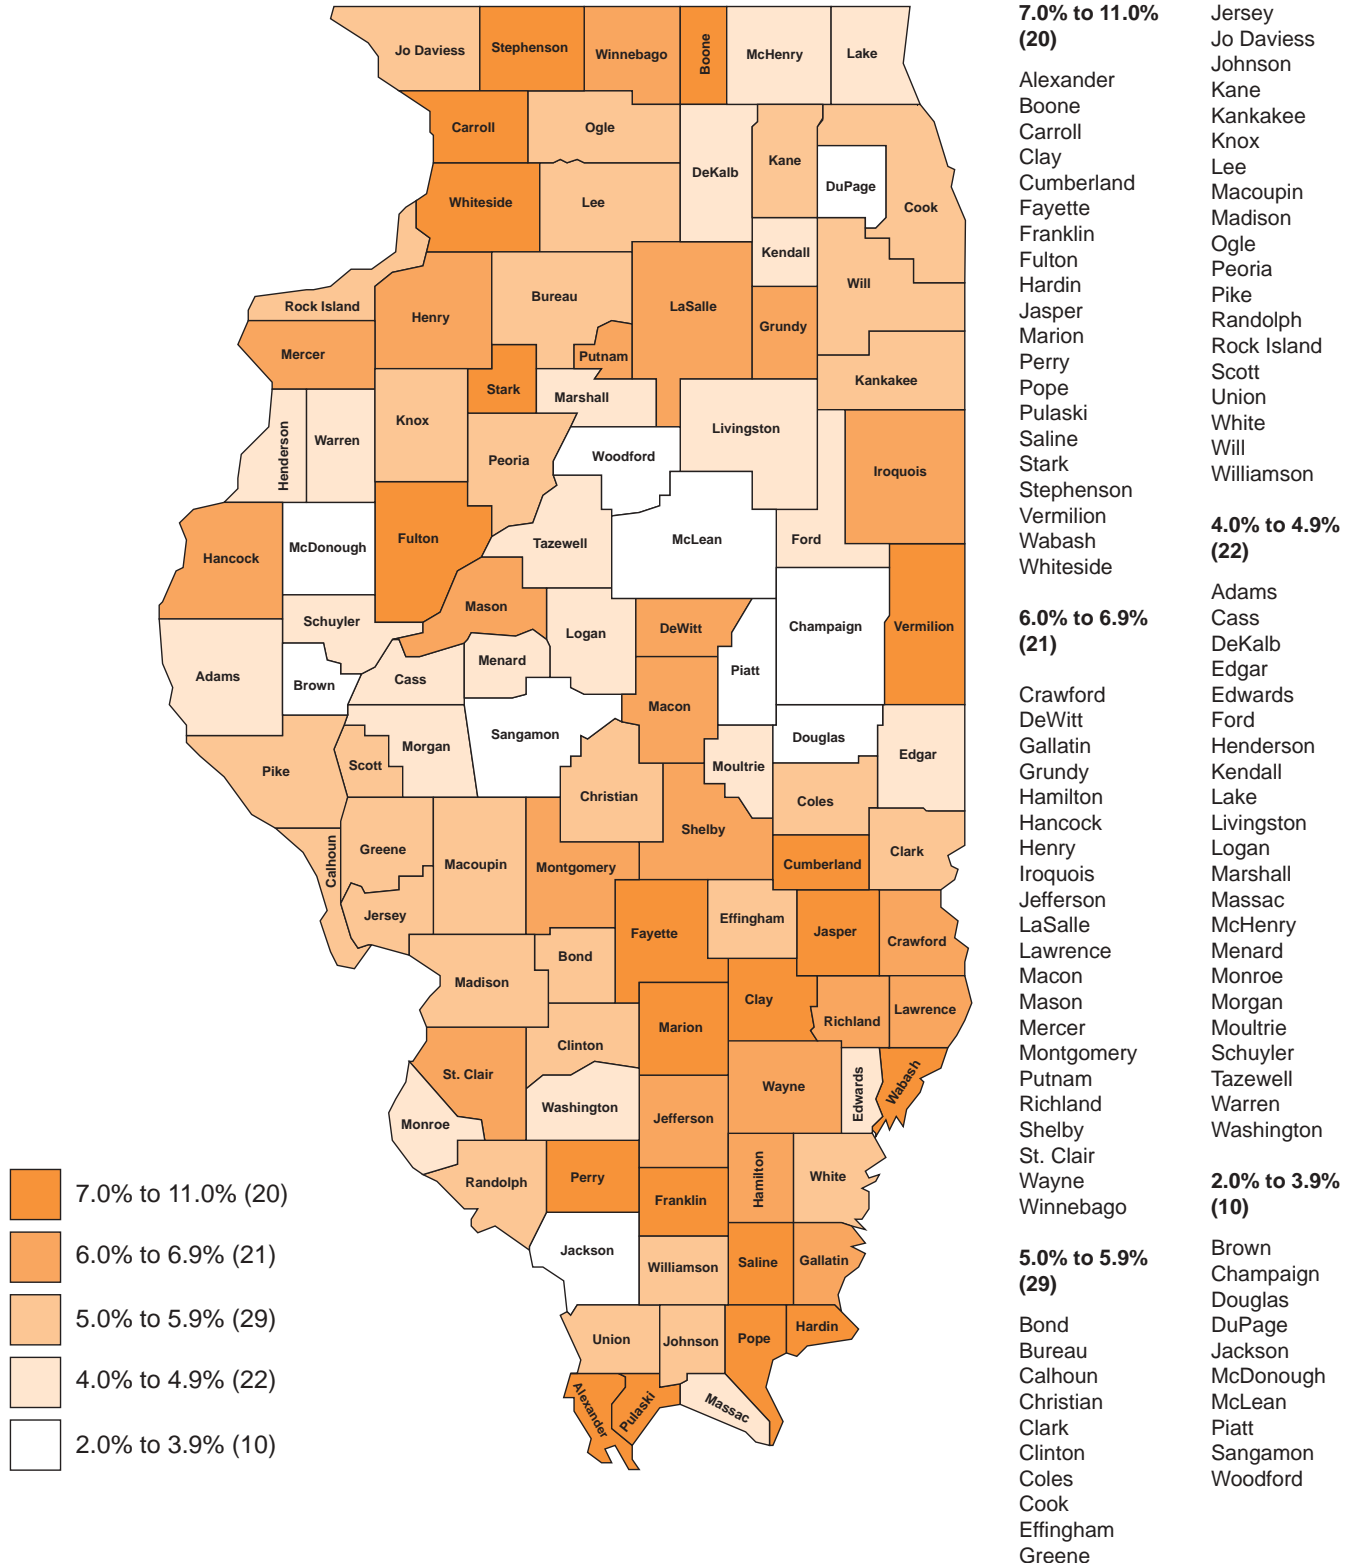 Jo Daviess
Stephenson
Winnebago
Boone
McHenry
Lake
Carroll
Ogle
DeKalb
Kane
DuPage
Cook
Whiteside
Lee
Kendall
Will
Rock Island
Henry
Bureau
LaSalle
Grundy
Mercer
Putnam
Kankakee
Stark
Marshall
Knox
Henderson
Warren
Peoria
Woodford
Livingston
Iroquois
Hancock
McDonough
Fulton
Tazewell
McLean
Ford
Mason
Schuyler
Logan
DeWitt
Champaign
Vermilion
Adams
Brown
Cass
Menard
Piatt
Macon
Sangamon
Douglas
Morgan
Scott
Pike
Moultrie
Edgar
Christian
Coles
Shelby
Calhoun
Greene
Macoupin
Montgomery
Cumberland
Clark
Jersey
Fayette
Effingham
Jasper
Crawford
Bond
Madison
Clay
Richland
Lawrence
Marion
Clinton
St. Clair
Wayne
Edwards
Wabash
Washington
Monroe
Jefferson
Randolph
Perry
Hamilton
White
Franklin
Jackson
Williamson
Saline
Gallatin
Union
Johnson
Pope
Hardin
Alexander
Pulaski
Massac
7.0% to 11.0% (20)
6.0% to 6.9% (21)
5.0% to 5.9% (29)
4.0% to 4.9% (22)
2.0% to 3.9% (10)
7.0% to 11.0%
(20)
Alexander
Boone
Carroll
Clay
Cumberland
Fayette
Franklin
Fulton
Hardin
Jasper
Marion
Perry
Pope
Pulaski
Saline
Stark
Stephenson
Vermilion
Wabash
Whiteside
6.0% to 6.9%
(21)
Crawford
DeWitt
Gallatin
Grundy
Hamilton
Hancock
Henry
Iroquois
Jefferson
LaSalle
Lawrence
Macon
Mason
Mercer
Montgomery
Putnam
Richland
Shelby
St. Clair
Wayne
Winnebago
5.0% to 5.9%
(29)
Bond
Bureau
Calhoun
Christian
Clark
Clinton
Coles
Cook
Effingham
Greene
Jersey
Jo Daviess
Johnson
Kane
Kankakee
Knox
Lee
Macoupin
Madison
Ogle
Peoria
Pike
Randolph
Rock Island
Scott
Union
White
Will
Williamson
4.0% to 4.9%
(22)
Adams
Cass
DeKalb
Edgar
Edwards
Ford
Henderson
Kendall
Lake
Livingston
Logan
Marshall
Massac
McHenry
Menard
Monroe
Morgan
Moultrie
Schuyler
Tazewell
Warren
Washington
2.0% to 3.9%
(10)
Brown
Champaign
Douglas
DuPage
Jackson
McDonough
McLean
Piatt
Sangamon
Woodford